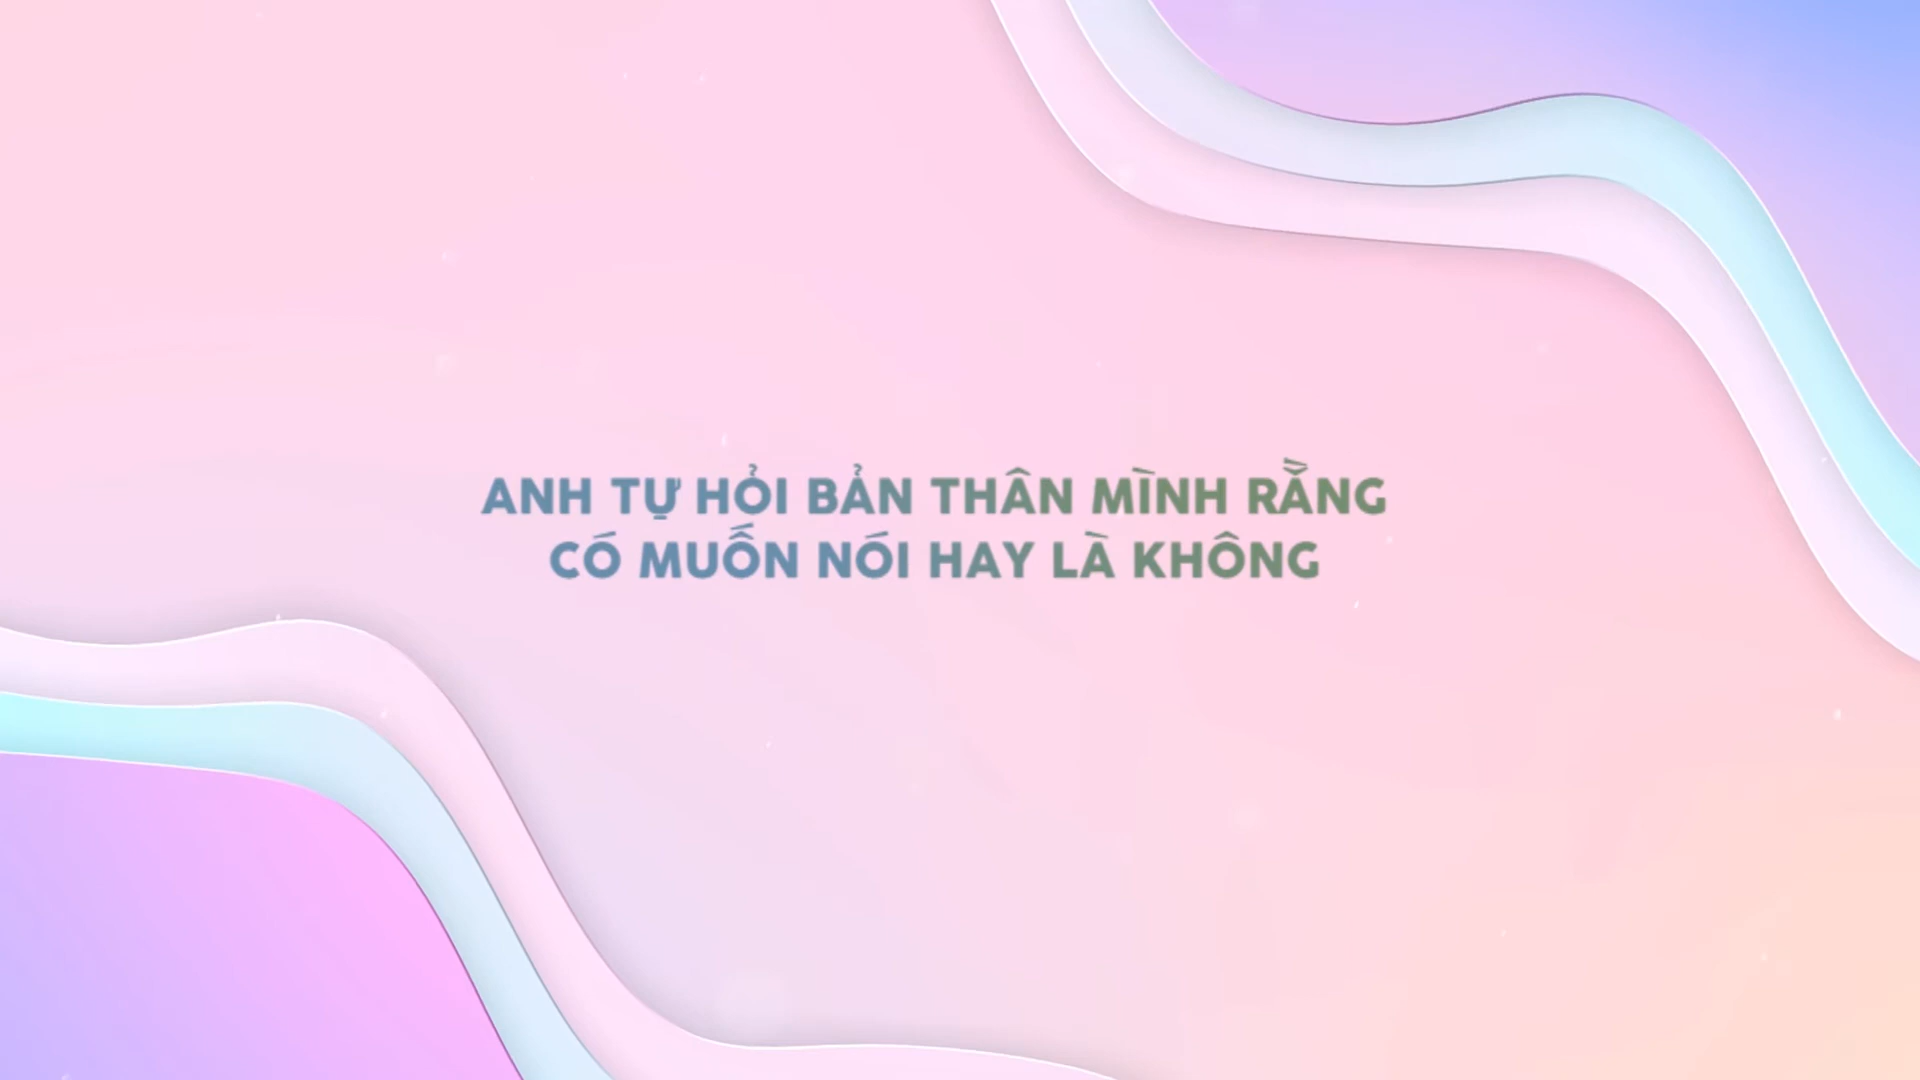 ANH TỰ HỎI BẢN THÂN MÌNH RẰNG
CÓ MUỐN NÓI HAY LÀ KHÔNG